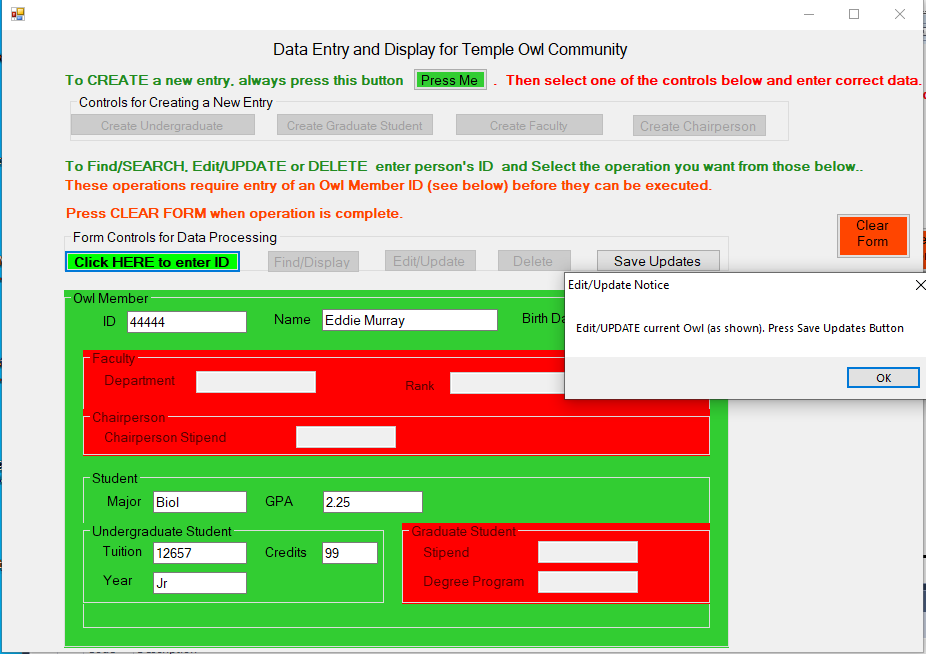 Data Entry and Display for Temple Owl Community
To CREATE a new entry, always press this button Press Me . Then select one of the controls below and enter correct data.
Controls for Creating a New Entry
Create Undergraduate Create Graduate Student Create Faculty Create Chairperson
To Find/SEARCH, Edit/UPDATE or DELETE enter person's ID and Select the operation you want from those below..
These operations require entry of an Owl Member ID (see below) before they can be executed.
Press CLEAR FORM when operation is complete.
Clear
Form
Form Controls for Data Processing
Click HERE to enter ID Find/Display Edit/Update Delete Save Updates
Edit/Update Notice
Edit/UPDATE current Owl (as shown). Press Save Updates Button
OK
Owl Member
ID 44444 Name Eddie Murray Birth Da
Faculty
Department Rank
Chairperson
Chairperson Stipend
Student
Major Biol GPA 2.25
Undergraduate Student
Tuition 12657 Credits 99
Year Jr
Graduate Student
Stipend
Degree Program